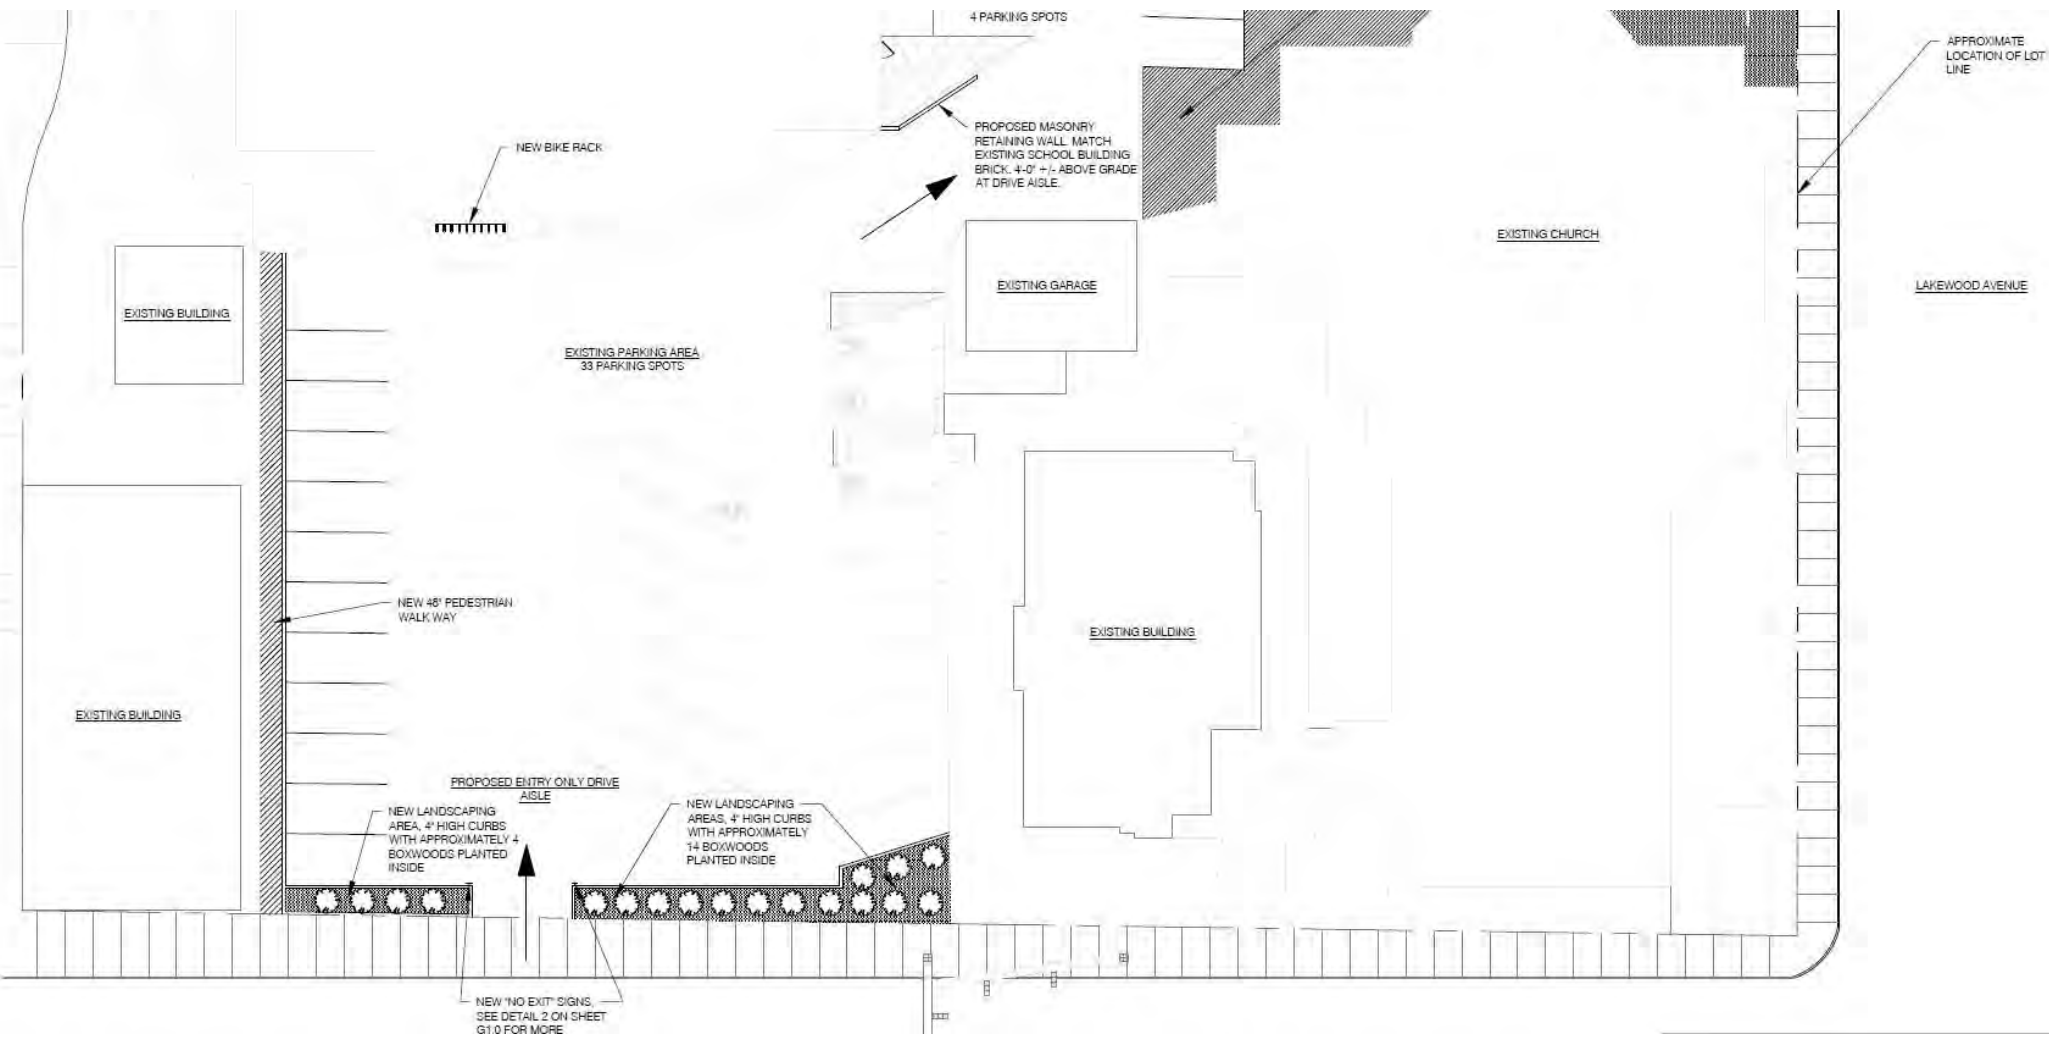 4 PARKING SPOTS
APPROXIMATE
LOCATION OF LOT
LINE
PROPOSED MASONRY
RETAINING WALL. MATCH
EXISTING SCHOOL BUILDING
BRICK. 4'-0" +/- ABOVE GRADE
AT DRIVE AISLE.
NEW BIKE RACK
EXISTING CHURCH
EXISTING GARAGE
LAKEWOOD AVENUE
EXISTING BUILDING
EXISTING PARKING AREA
33 PARKING SPOTS
NEW 48" PEDESTRIAN
WALK WAY
EXISTING BUILDING
EXISTING BUILDING
PROPOSED ENTRY ONLY DRIVE
AISLE
NEW LANDSCAPING
AREA, 4" HIGH CURBS
WITH APPROXIMATELY 4
BOXWOODS PLANTED
INSIDE
NEW LANDSCAPING
AREAS, 4" HIGH CURBS
WITH APPROXIMATELY
14 BOXWOODS
PLANTED INSIDE
NEW "NO EXIT" SIGNS,
SEE DETAIL 2 ON SHEET
G1.0 FOR MORE